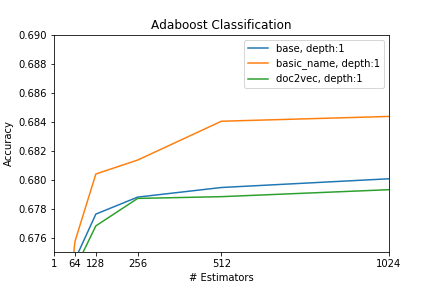 Adaboost Classification
0.690
0.688
0.686
0.684
0.682
0.680
0.678
0.676
Accuracy
base, depth:1
basic_name, depth:1
doc2vec, depth:1
1 64 128 256 512 1024
# Estimators